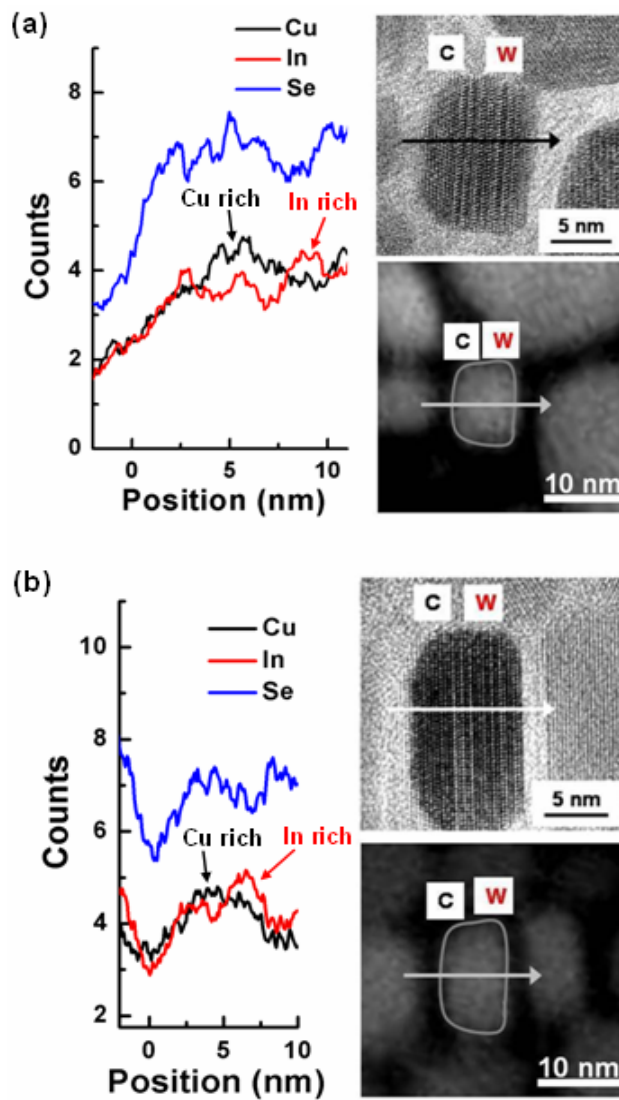 (a)
Cu
In
Se
8
6
4
2
0
Counts
Cu rich
In rich
0 5 10
Position (nm)
C W
5 nm
C W
10 nm
(b)
Cu
In
Se
10
8
6
4
2
Counts
Cu rich
In rich
0 5 10
Position (nm)
C W
5 nm
C W
10 nm